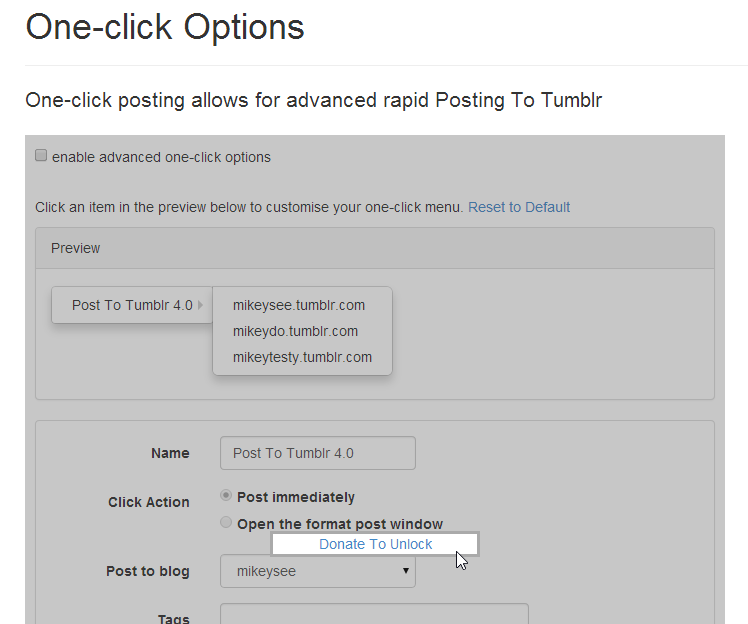 One-click Options
One-click posting allows for advanced rapid Posting To Tumblr
enable advanced one-click options
Click an item in the preview below to customise your one-click menu. Reset to Default
Preview
Post To Tumblr 4.0
mikeysee.tumblr.com
mikeydo.tumblr.com
mikeytesty.tumblr.com
Name
Post To Tumblr 4.0
Click Action
Post immediately
Open the format post window
Donate To Unlock
Post to blog
mikeysee
Tags